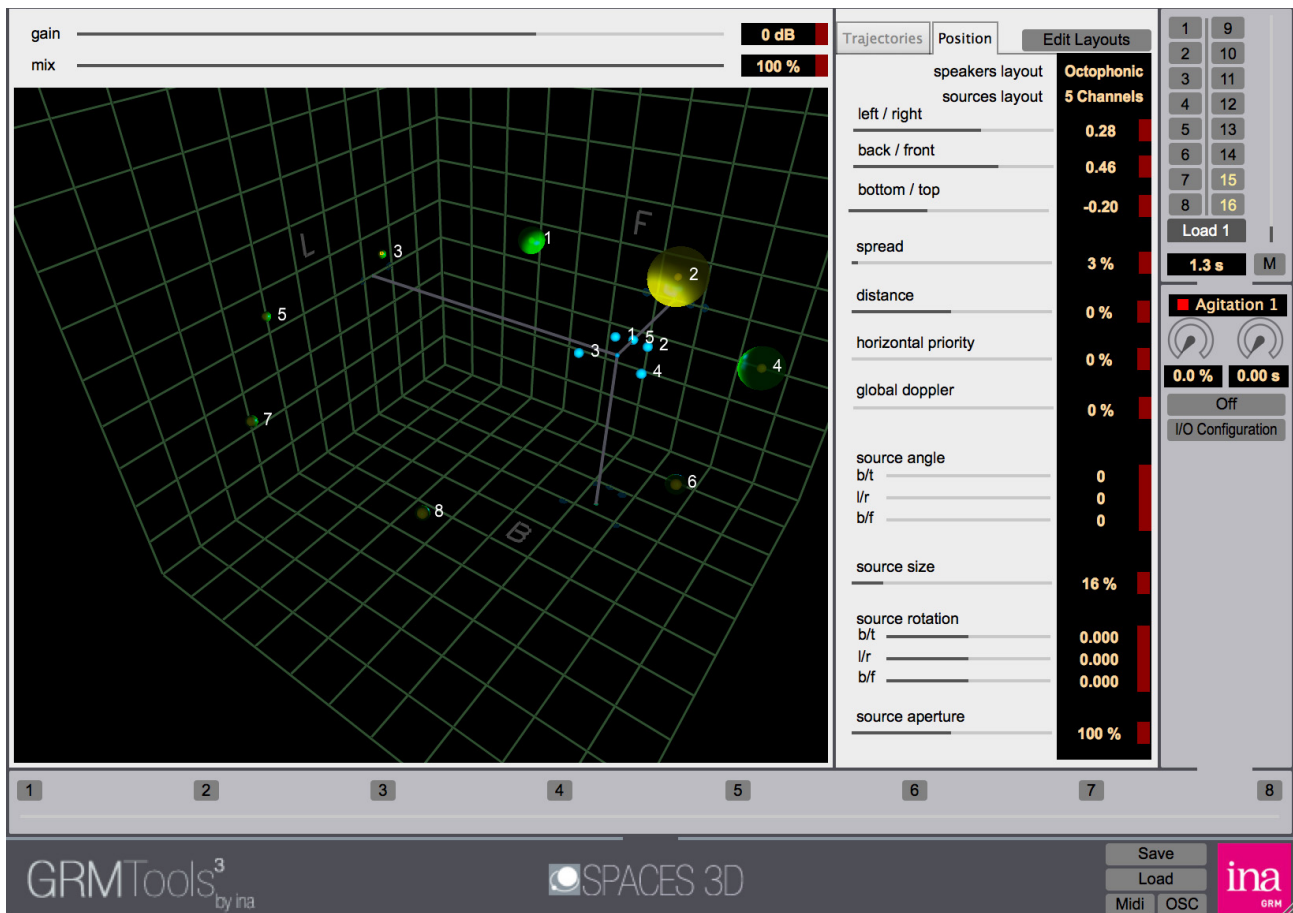 gain
0 dB
mix
100 %
Trajectories
Position
Edit Layouts
speakers layout
Octophonic
sources layout
5 Channels
left / right
0.28
back / front
0.46
bottom / top
-0.20
spread
3 %
distance
0 %
horizontal priority
0 %
global doppler
0 %
source angle
b/t
0
l/r
0
b/f
0
source size
16 %
source rotation
b/t
0.000
l/r
0.000
b/f
0.000
source aperture
100 %
L
F
B
1
2
3
4
5
6
7
8
1
5
2
3
4
1 9
2 10
3 11
4 12
5 13
6 14
7 15
8 16
Load 1
1.3 s
M
Agitation 1
0.0 %
0.00 s
Off
I/O Configuration
1 2 3 4 5 6 7 8
GRMTools3
by ina
SPACES 3D
Save
Load
Midi
OSC
ina
GRM